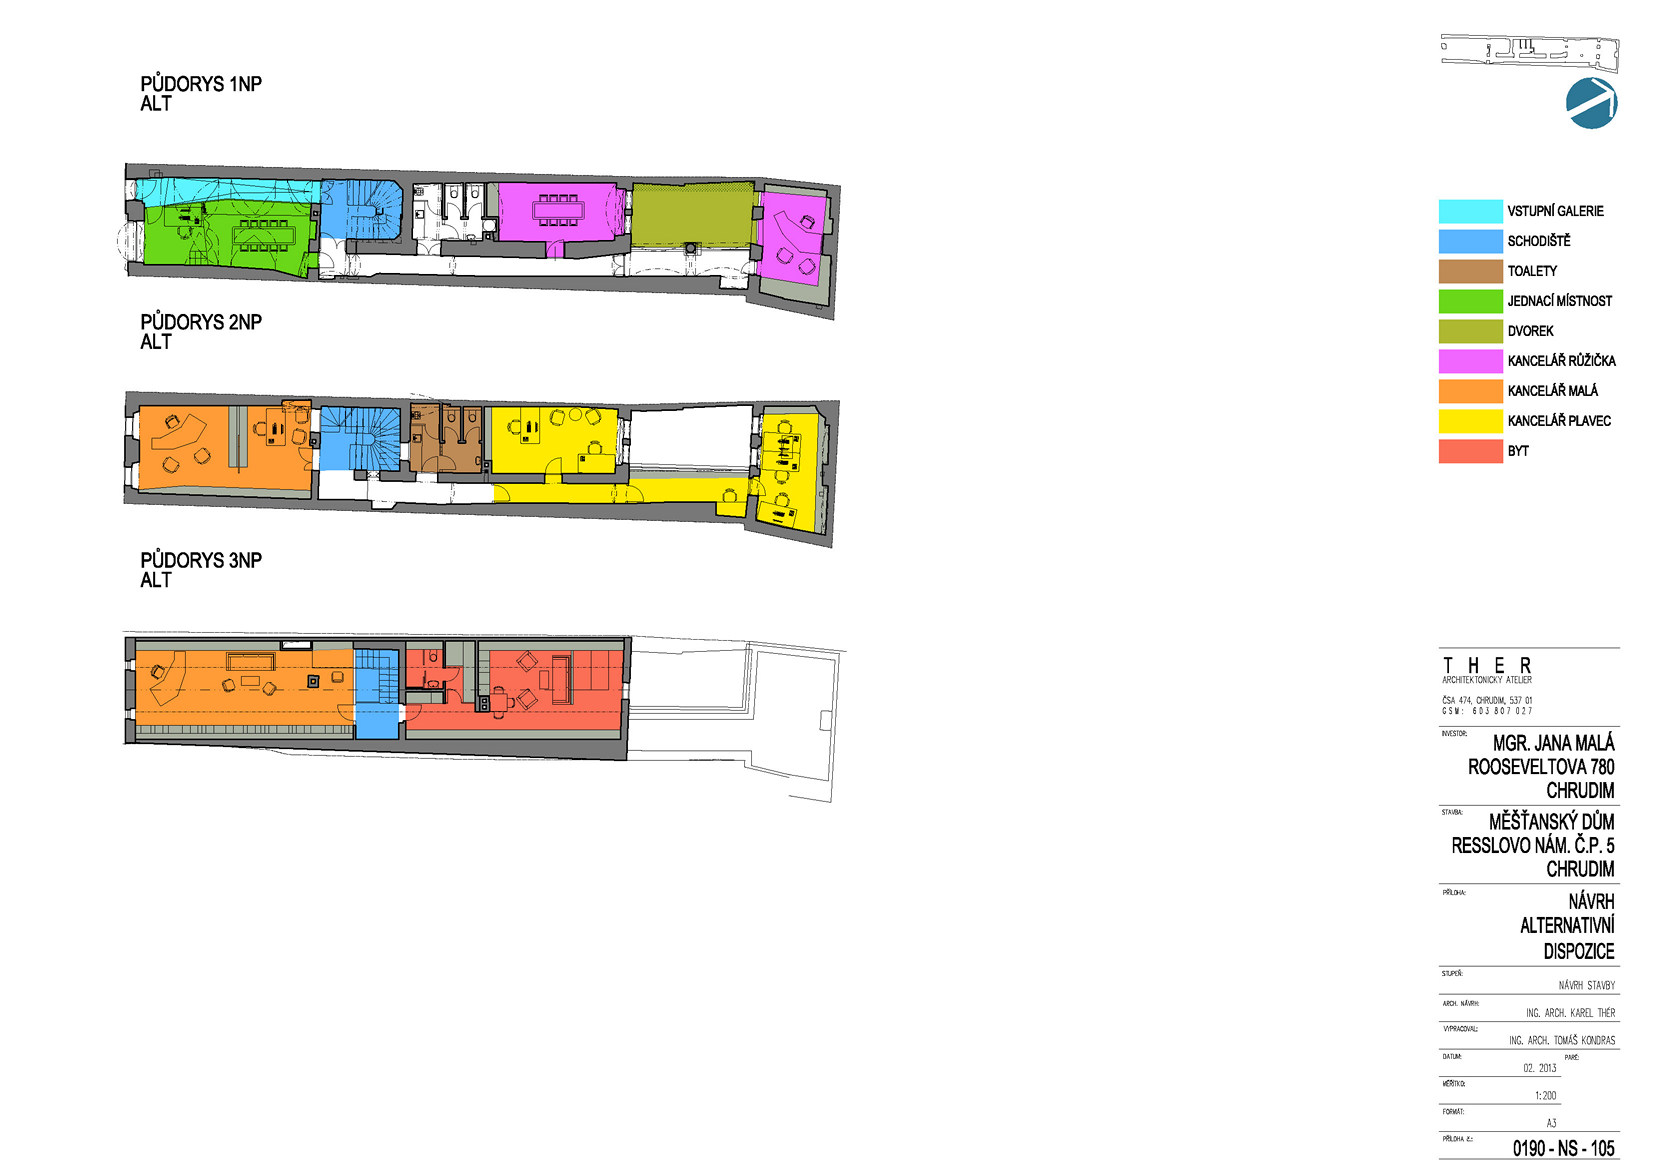 PŮDORYS 1NP
ALT
PŮDORYS 2NP
ALT
PŮDORYS 3NP
ALT
VSTUPNÍ GALERIE
SCHODIŠTĚ
TOALETY
JEDNACÍ MÍSTNOST
DVOREK
KANCELÁŘ RŮŽIČKA
KANCELÁŘ MALÁ
KANCELÁŘ PLAVEC
BYT
THER
ARCHITEKTONICKÝ ATELIER
ČSA 474, CHRUDIM, 537 01
GSM: 603 807 027
INVESTOR:
MGR. JANA MALÁ
ROOSEVELTOVA 780
CHRUDIM
STAVBA:
MĚŠŤANSKÝ DŮM
RESSLOVO NÁM. Č.P. 5
CHRUDIM
PŘÍLOHA:
NÁVRH
ALTERNATIVNÍ
DISPOZICE
STUPEŇ:
NÁVRH STAVBY
ARCH. NÁVRH:
ING. ARCH. KAREL THÉR
VYPRACOVAL:
ING. ARCH. TOMÁŠ KONDRAS
DATUM: PARÉ:
02. 2013
MĚŘÍTKO:
1:200
FORMÁT:
A3
PŘÍLOHA Č.:
0190 - NS - 105